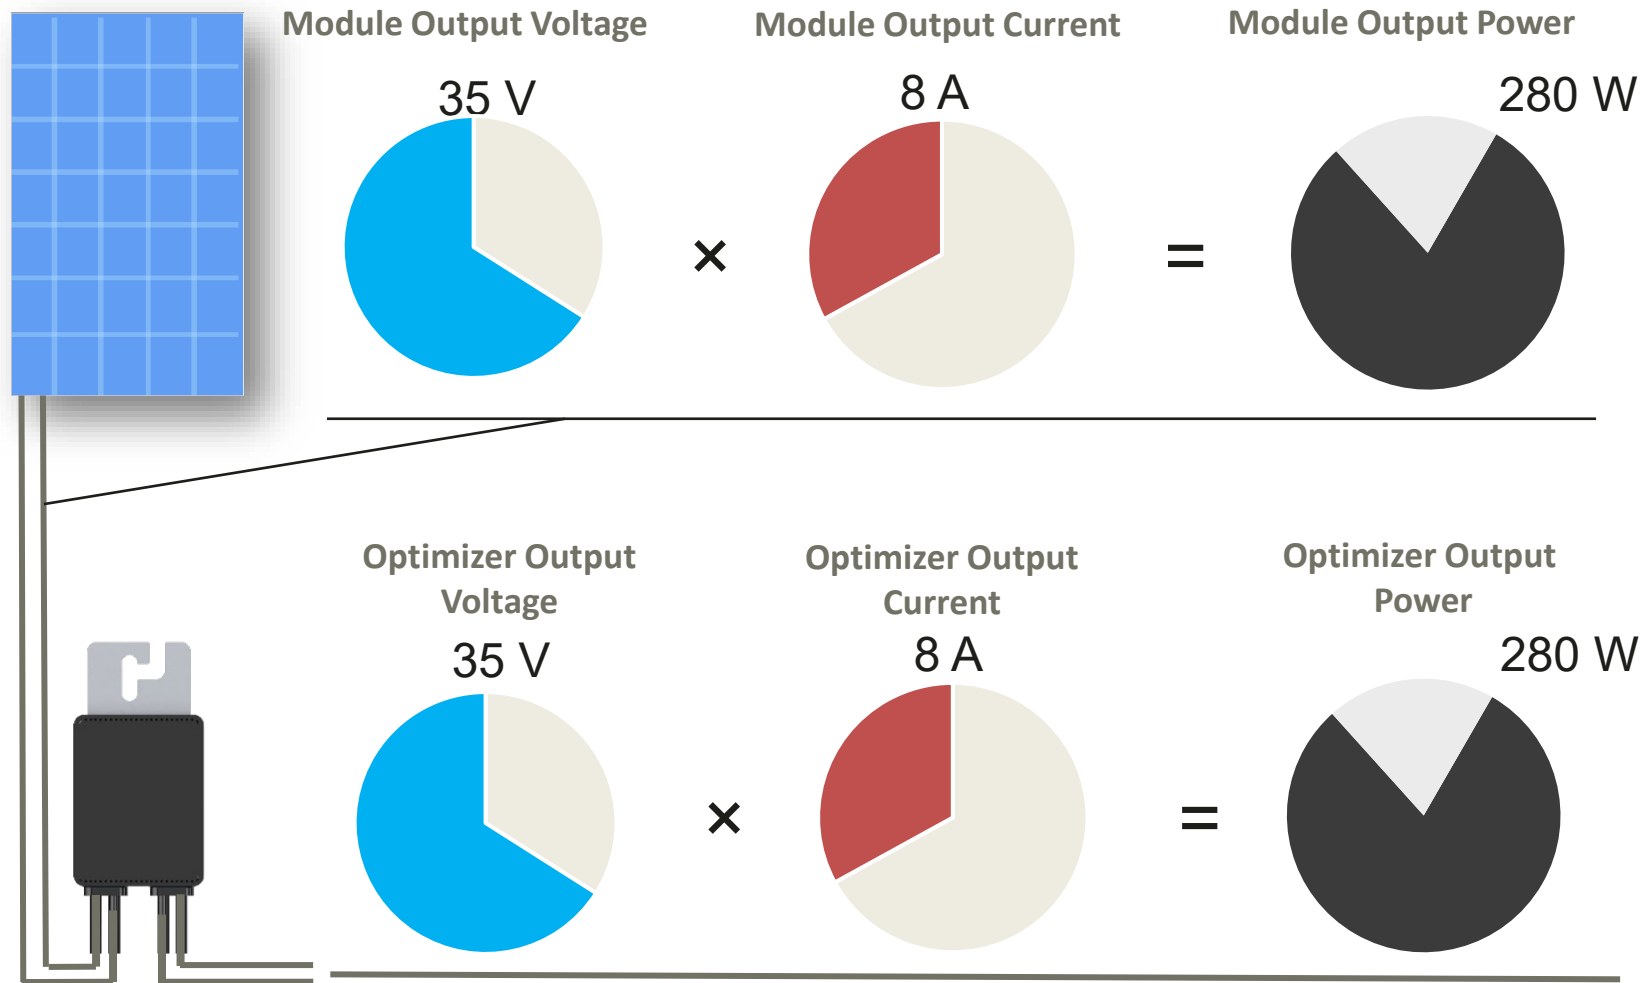 Module Output Voltage
Module Output Current
Module Output Power
35 V
8 A
280 W
×
=
Optimizer Output
Voltage
Optimizer Output
Current
Optimizer Output
Power
35 V
8 A
280 W
×
=